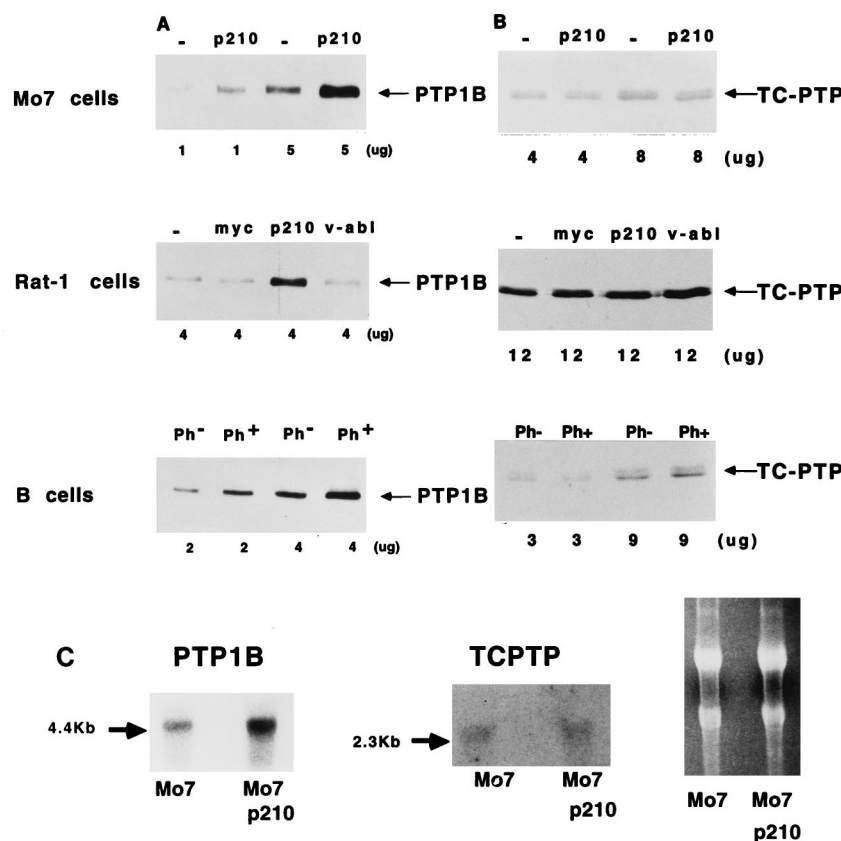 A
- p210 - p210
Mo7 cells
PTP1B
1 1 5 5 (ug)
B
- p210 - p210
TC-PTP
4 4 8 8 (ug)
- myc p210 v-abl
Rat-1 cells
PTP1B
4 4 4 4 (ug)
- myc p210 v-abl
TC-PTP
12 12 12 12 (ug)
Ph- Ph+ Ph- Ph+
B cells
PTP1B
2 2 4 4 (ug)
Ph- Ph+ Ph- Ph+
TC-PTP
3 3 9 9 (ug)
C
PTP1B
4.4Kb
Mo7 Mo7
p210
TCPTP
2.3Kb
Mo7 Mo7
p210
Mo7 Mo7
p210